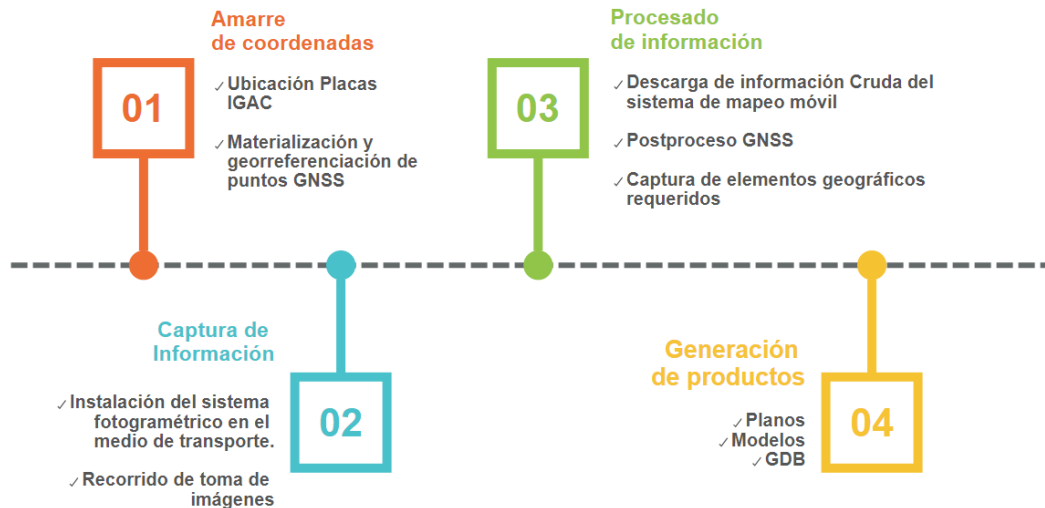 Amarre
de coordenadas
01
✓Ubicación Placas
IGAC
✓Materialización y
georreferenciación de
puntos GNSS
Captura de
Información
02
✓Instalación del sistema
fotogramétrico en el
medio de transporte.
✓Recorrido de toma de
imágenes
Procesado
de información
03
✓Descarga de información Cruda del
sistema de mapeo móvil
✓Postproceso GNSS
✓Captura de elementos geográficos
requeridos
Generación
de productos
04
✓Planos
✓Modelos
✓GDB